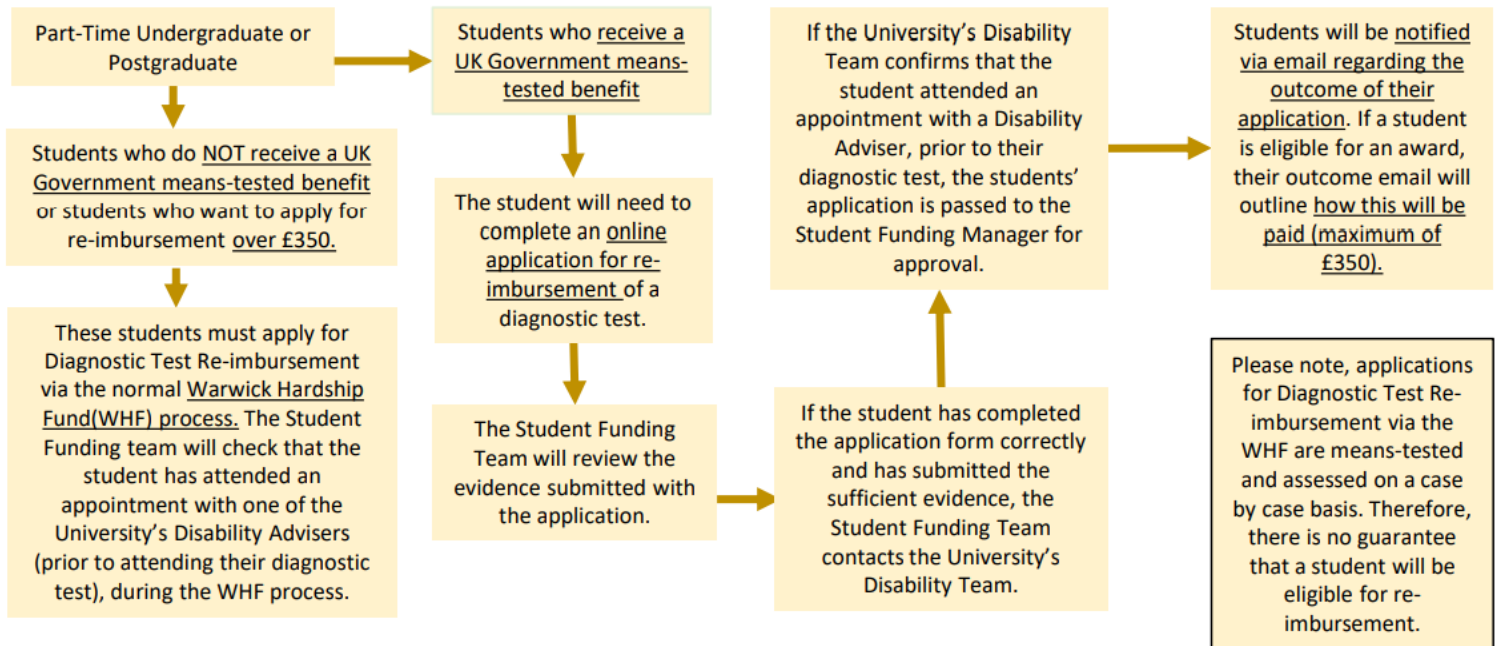 Part-Time Undergraduate or
Postgraduate
Students who do NOT receive a UK
Government means-tested benefit
or students who want to apply for
re-imbursement over £350.
These students must apply for
Diagnostic Test Re-imbursement
via the normal Warwick Hardship
Fund(WHF) process. The Student
Funding team will check that the
student has attended an
appointment with one of the
University’s Disability Advisers
(prior to attending their diagnostic
test), during the WHF process.
Students who receive a
UK Government means-
tested benefit
The student will need to
complete an online
application for re-
imbursement of a
diagnostic test.
The Student Funding
Team will review the
evidence submitted with
the application.
If the student has completed
the application form correctly
and has submitted the
sufficient evidence, the
Student Funding Team
contacts the University’s
Disability Team.
If the University’s Disability
Team confirms that the
student attended an
appointment with a Disability
Adviser, prior to their
diagnostic test, the students’
application is passed to the
Student Funding Manager for
approval.
Students will be notified
via email regarding the
outcome of their
application. If a student
is eligible for an award,
their outcome email will
outline how this will be
paid (maximum of
£350).
Please note, applications
for Diagnostic Test Re-
imbursement via the
WHF are means-tested
and assessed on a case
by case basis. Therefore,
there is no guarantee
that a student will be
eligible for re-
imbursement.